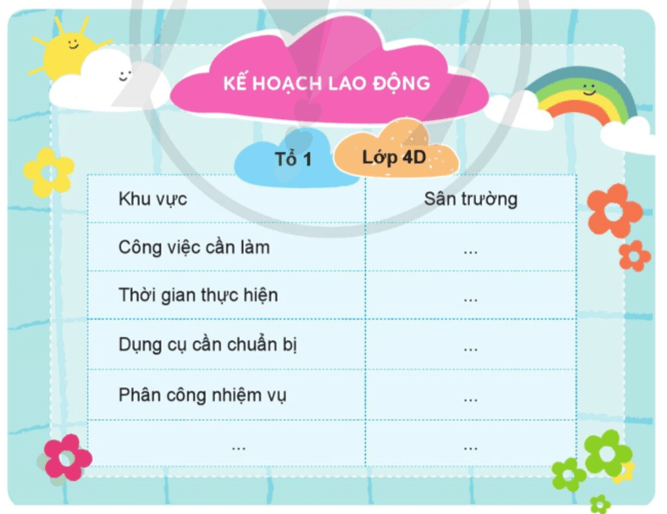 KẾ HOẠCH LAO ĐỘNG
Tổ 1 Lớp 4D
Khu vực Sân trường
Công việc cần làm ...
Thời gian thực hiện ...
Dụng cụ cần chuẩn bị ...
Phân công nhiệm vụ ...
... ...